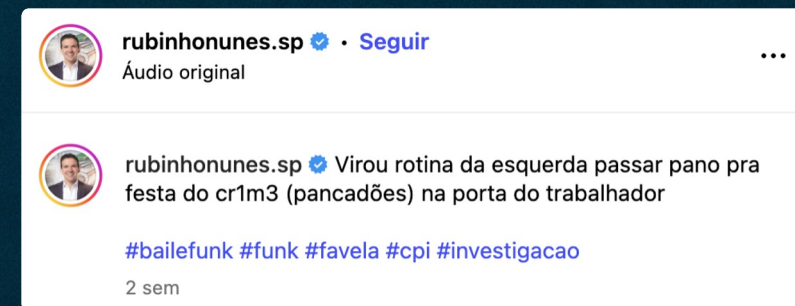 rubinhonunes.sp • Seguir
Áudio original
rubinhonunes.sp Virou rotina da esquerda passar pano pra
festa do cr1m3 (pancadões) na porta do trabalhador
#bailefunk #funk #favela #cpi #investigacao
2 sem